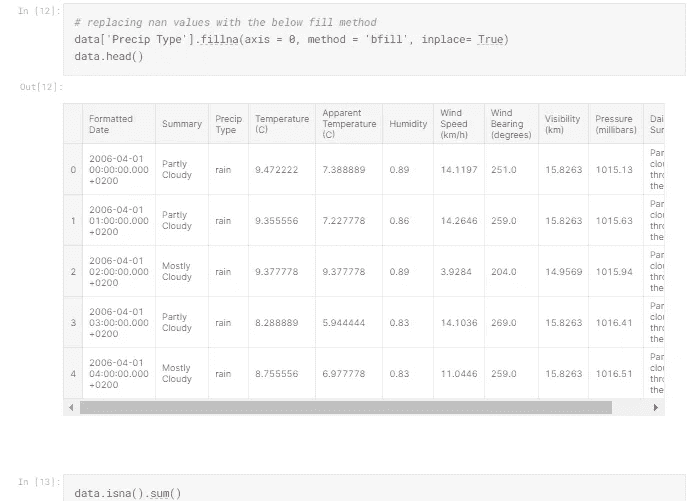 In [12]:
# replacing nan values with the below fill method
data['Precip Type'].fillna(axis = 0, method = 'bfill', inplace= True)
data.head()
Out[12]:
Formatted Date Summary Precip Type Temperature (C) Apparent Temperature (C) Humidity Wind Speed (km/h) Wind Bearing (degrees) Visibility (km) Pressure (millibars) Dai Sur
0 2006-04-01 00:00:00.000 +0200 Partly Cloudy rain 9.472222 7.388889 0.89 14.1197 251.0 15.8263 1015.13 Par clou thro the
1 2006-04-01 01:00:00.000 +0200 Partly Cloudy rain 9.355556 7.227778 0.86 14.2646 259.0 15.8263 1015.63 Par clou thro the
2 2006-04-01 02:00:00.000 +0200 Mostly Cloudy rain 9.377778 9.377778 0.89 3.9284 204.0 14.9569 1015.94 Par clou thro the
3 2006-04-01 03:00:00.000 +0200 Partly Cloudy rain 8.288889 5.944444 0.83 14.1036 269.0 15.8263 1016.41 Par clou thro the
4 2006-04-01 04:00:00.000 +0200 Mostly Cloudy rain 8.755556 6.977778 0.83 11.0446 259.0 15.8263 1016.51 Par clou thro the
In [13]:
data.isna().sum()